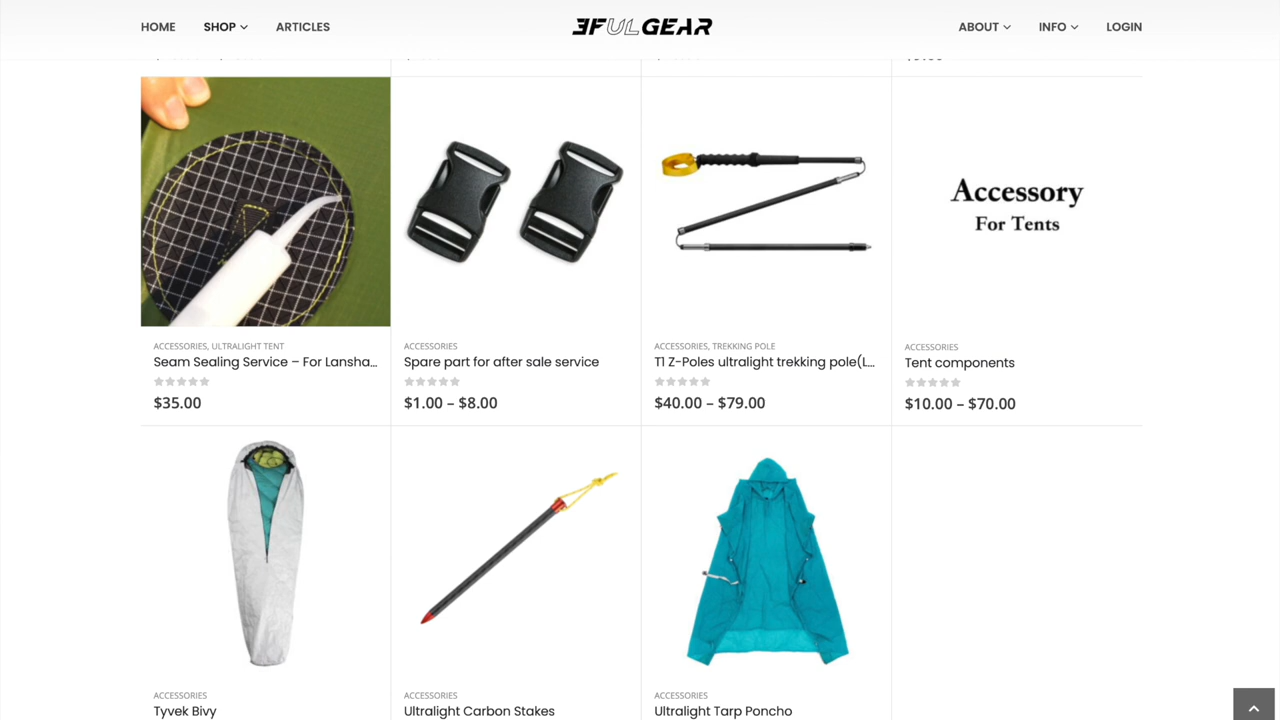 HOME
SHOP
ARTICLES
3FULGEAR
ABOUT
INFO
LOGIN
ACCESSORIES, ULTRALIGHT TENT
Seam Sealing Service – For Lansha...
$35.00
ACCESSORIES
Spare part for after sale service
$1.00 – $8.00
ACCESSORIES, TREKKING POLE
T1 Z-Poles ultralight trekking pole(L...
$40.00 – $79.00
Accessory
For Tents
ACCESSORIES
Tent components
$10.00 – $70.00
ACCESSORIES
Tyvek Bivy
ACCESSORIES
Ultralight Carbon Stakes
ACCESSORIES
Ultralight Tarp Poncho